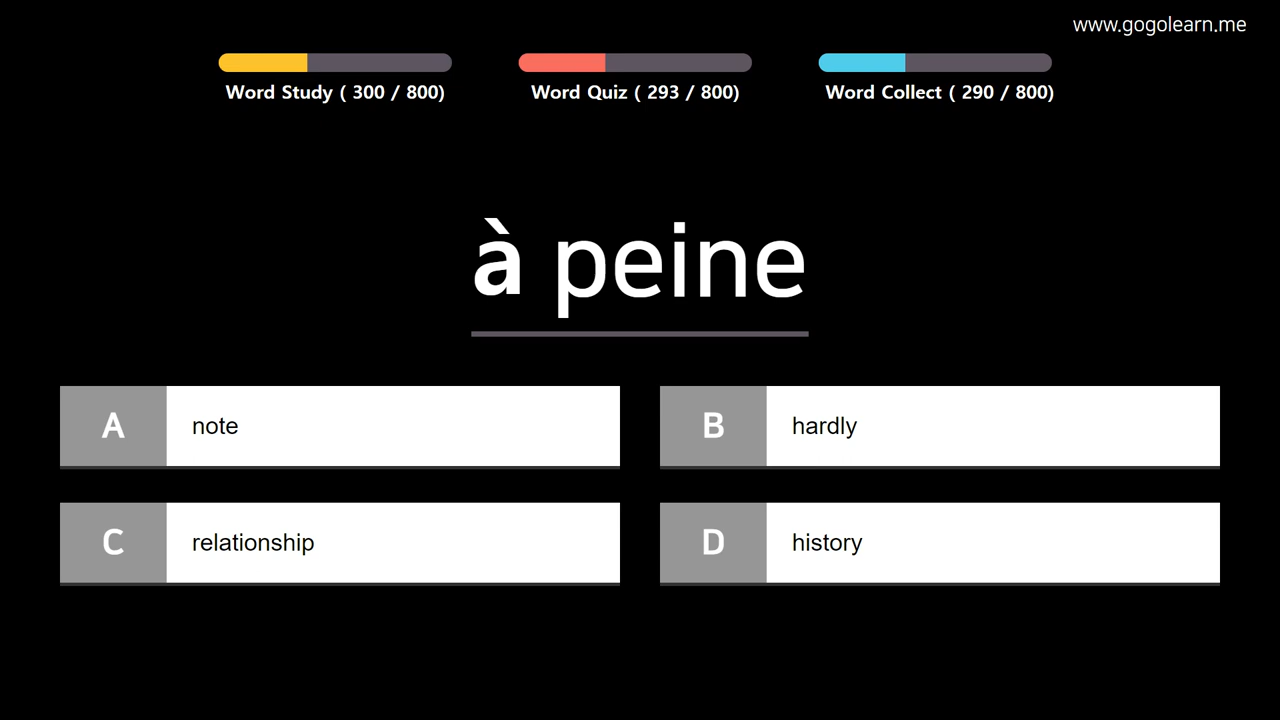 www.gogolearn.me
Word Study ( 300 / 800)
Word Quiz ( 293 / 800)
Word Collect ( 290 / 800)
à peine
A note
B hardly
C relationship
D history